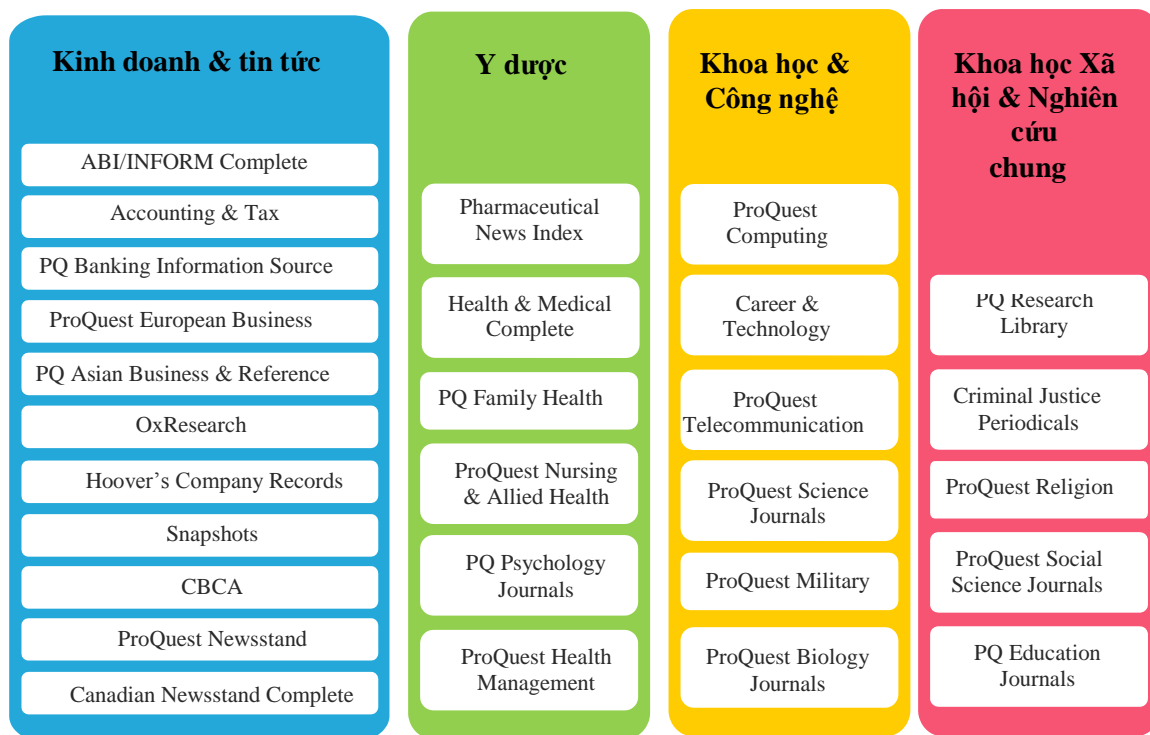 Kinh doanh & tin tức
ABI/INFORM Complete
Accounting & Tax
PQ Banking Information Source
ProQuest European Business
PQ Asian Business & Reference
OxResearch
Hoover’s Company Records
Snapshots
CBCA
ProQuest Newsstand
Canadian Newsstand Complete
Y dược
Pharmaceutical
News Index
Health & Medical
Complete
PQ Family Health
ProQuest Nursing
& Allied Health
PQ Psychology
Journals
ProQuest Health
Management
Khoa học &
Công nghệ
ProQuest
Computing
Career &
Technology
ProQuest
Telecommunication
ProQuest Science
Journals
ProQuest Military
ProQuest Biology
Journals
Khoa học Xã
hội & Nghiên
cứu
chung
PQ Research
Library
Criminal Justice
Periodicals
ProQuest Religion
ProQuest Social
Science Journals
PQ Education
Journals